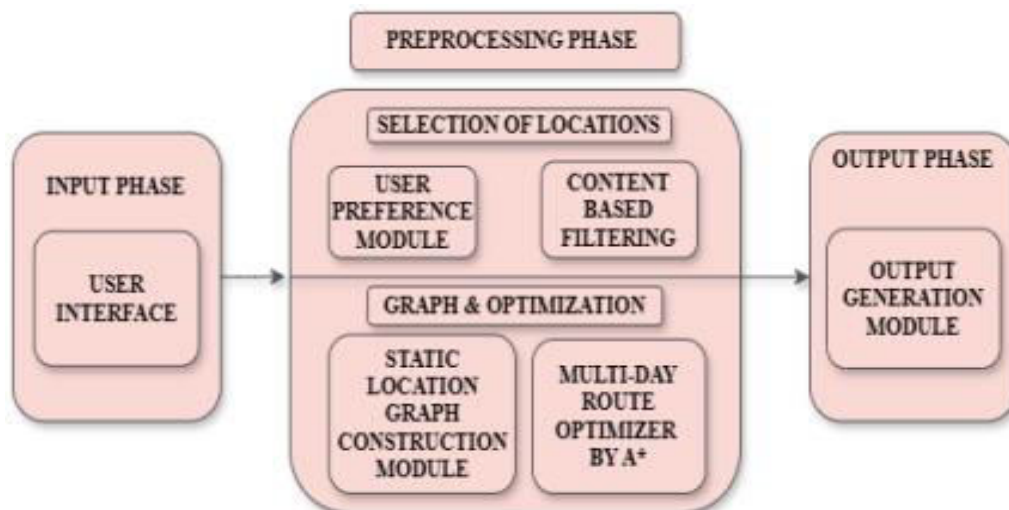 PREPROCESSING PHASE
INPUT PHASE
USER
INTERFACE
SELECTION OF LOCATIONS
USER
PREFERENCE
MODULE
CONTENT
BASED
FILTERING
GRAPH & OPTIMIZATION
STATIC
LOCATION
GRAPH
CONSTRUCTION
MODULE
MULTI-DAY
ROUTE
OPTIMIZER
BY A*
OUTPUT PHASE
OUTPUT
GENERATION
MODULE